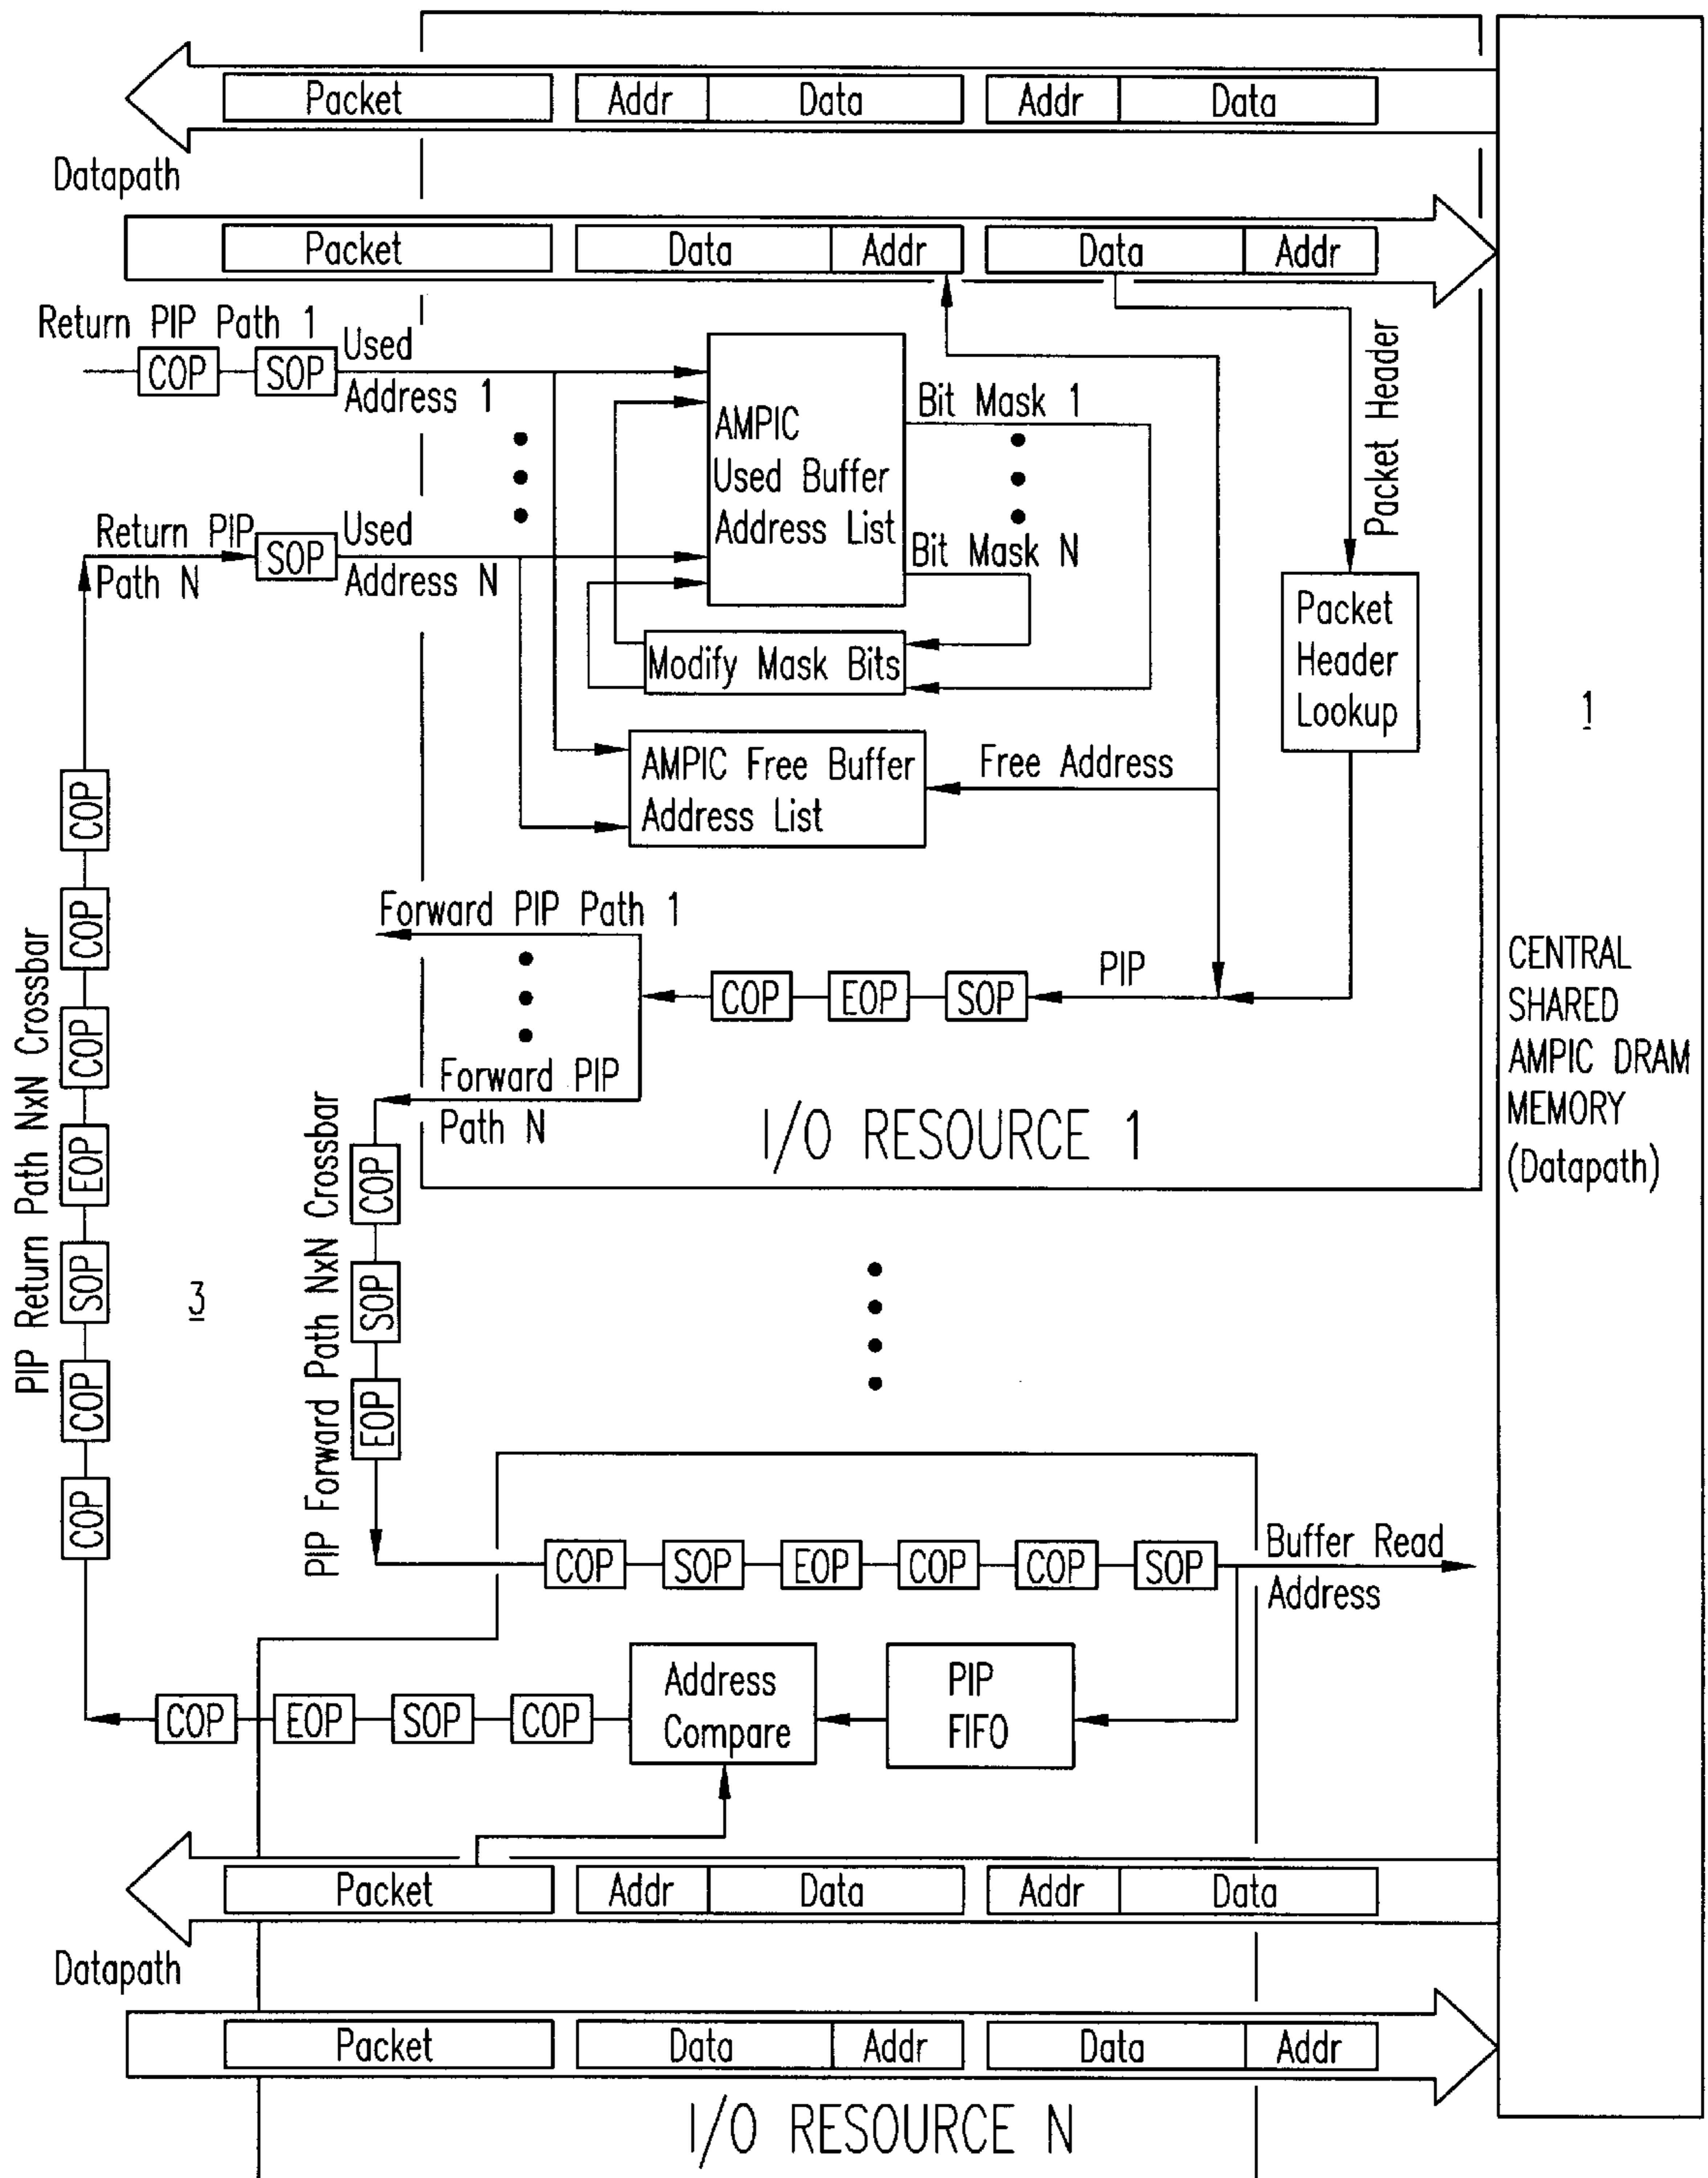 Packet Addr Data Addr Data
Datapath
Packet Data Addr Data Addr
Return PIP Path 1
COP SOP
Used
Address 1
AMPIC
Used Buffer
Address List
Bit Mask 1
Bit Mask N
Packet Header
Return PIP
Path N
SOP
Used
Address N
Modify Mask Bits
Packet
Header
Lookup
1
AMPIC Free Buffer
Address List
Free Address
Forward PIP Path 1
COP EOP SOP
PIP
Forward PIP
Path N
I/O RESOURCE 1
CENTRAL
SHARED
AMPIC DRAM
MEMORY
(Datapath)
PIP Return Path NxN Crossbar
COP
COP
COP
EOP
SOP
COP
COP
3
PIP Forward Path NxN Crossbar
COP
SOP
EOP
COP SOP EOP COP COP SOP
Buffer Read
Address
COP EOP SOP COP
Address
Compare
PIP
FIFO
Packet Addr Data Addr Data
Datapath
Packet Data Addr Data Addr
I/O RESOURCE N